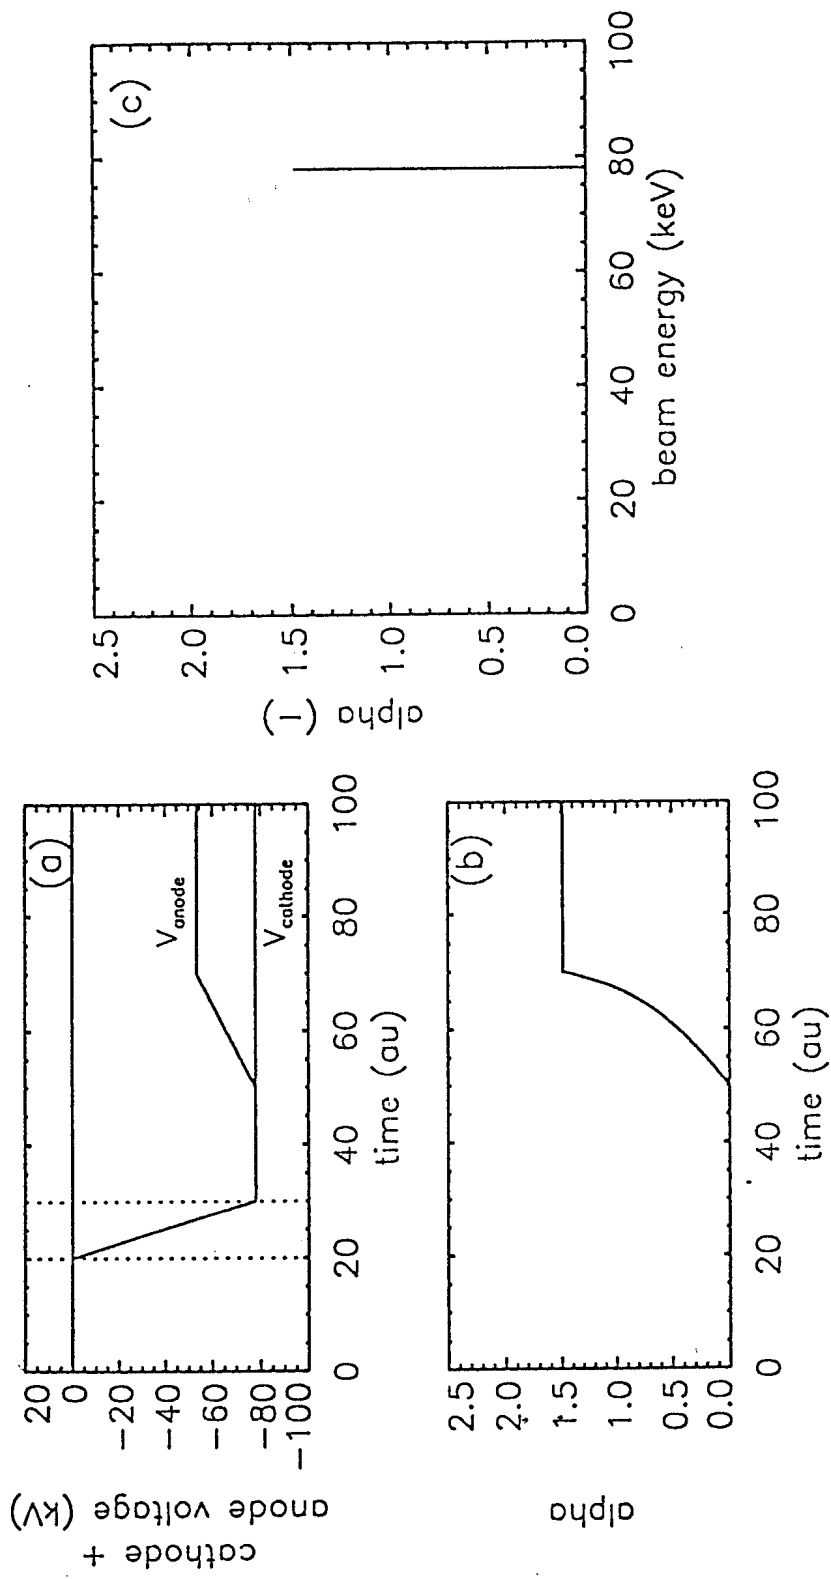 (a)
20
0
−20
−40
−60
−80
−100
cathode +
anode voltage (kV)
V_anode
V_cathode
0 20 40 60 80 100
time (au)
(b)
2.5
2.0
1.5
1.0
0.5
0.0
alpha
0 20 40 60 80 100
time (au)
(c)
2.5
2.0
1.5
1.0
0.5
0.0
alpha (1)
0 20 40 60 80 100
beam energy (keV)